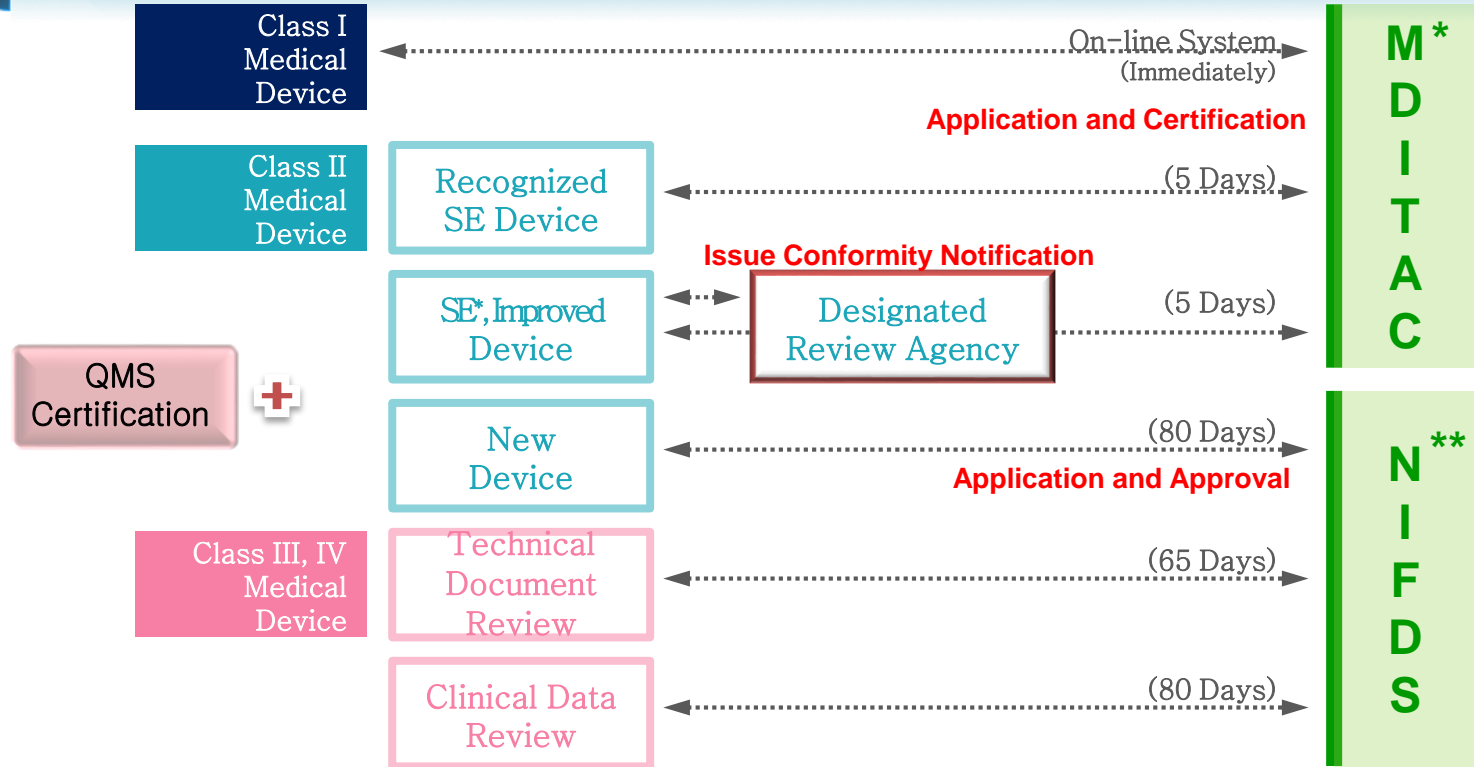 Class I
Medical
Device
On-line System
(Immediately)
Application and Certification
Class II
Medical
Device
Recognized
SE Device
(5 Days)
Issue Conformity Notification
SE*, Improved
Device
Designated
Review Agency
(5 Days)
M*
D
I
T
A
C
QMS
Certification
New
Device
(80 Days)
Application and Approval
Class III, IV
Medical
Device
Technical
Document
Review
(65 Days)
Clinical Data
Review
(80 Days)
N**
I
F
D
S